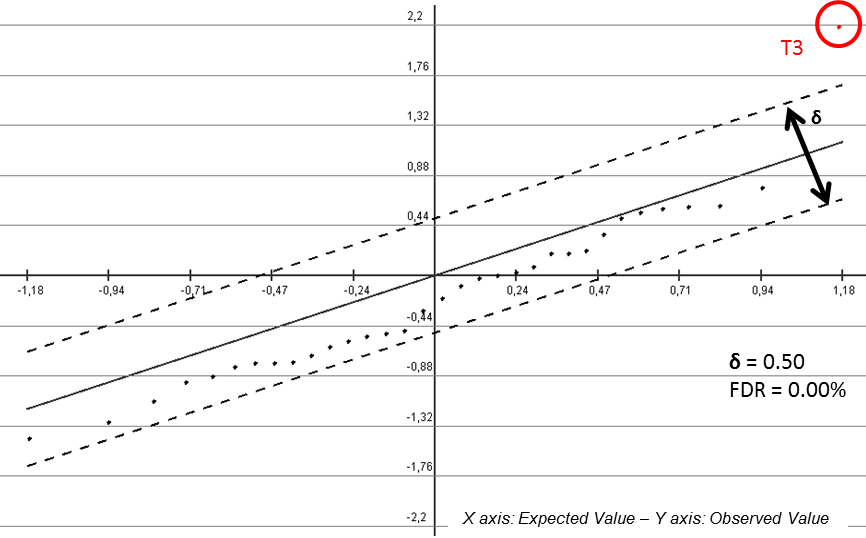 2,2
T3
1,76
1,32
δ
0,88
0,44
-1,18 -0,94 -0,71 -0,47 -0,24 0,24 0,47 0,71 0,94 1,18
-0,44
-0,88
δ = 0.50
FDR = 0.00%
-1,32
-1,76
-2,2
X axis: Expected Value – Y axis: Observed Value